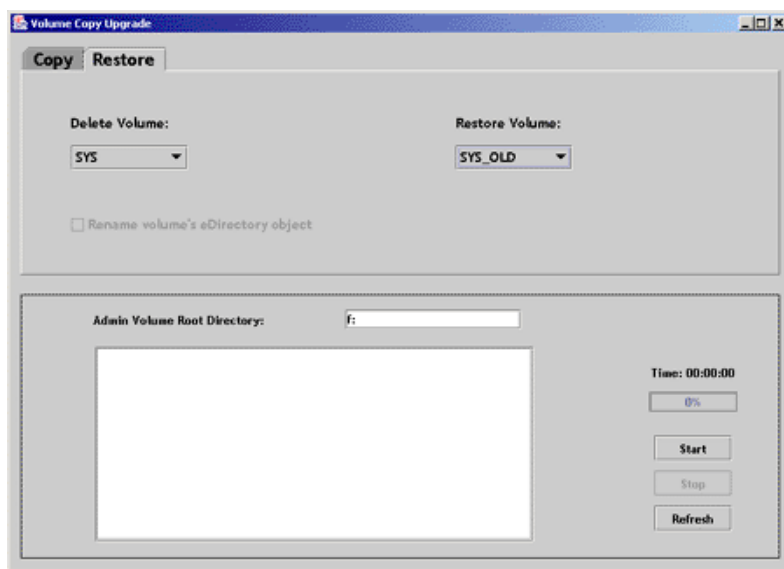 Volume Copy Upgrade
Copy Restore
Delete Volume: Restore Volume:
SYS SYS_OLD
Rename volume's eDirectory object
Admin Volume Root Directory: f:
Time: 00:00:00
0%
Start
Stop
Refresh